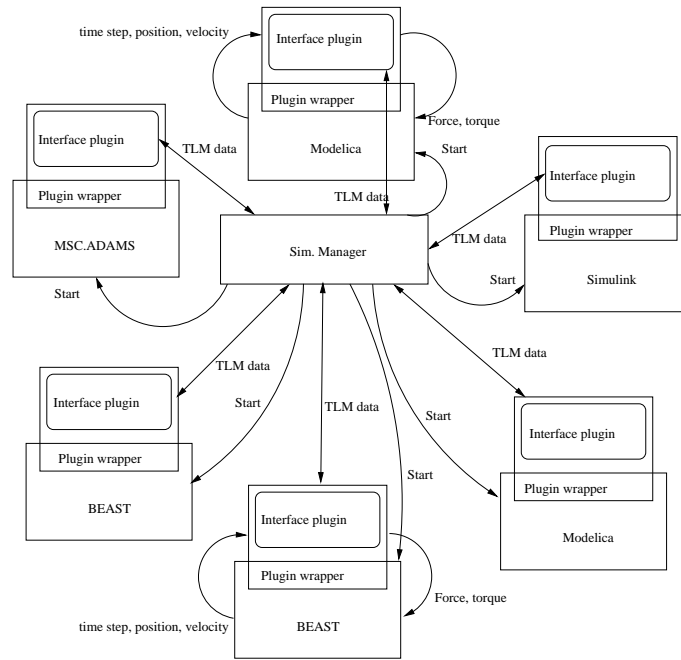 time step, position, velocity
Interface plugin
Plugin wrapper
Force, torque
Modelica
Start
TLM data
Interface plugin
TLM data
Plugin wrapper
MSC.ADAMS
Start
Interface plugin
TLM data
Plugin wrapper
Start
Simulink
Sim. Manager
TLM data
Interface plugin
Start
Plugin wrapper
BEAST
TLM data
Start
Interface plugin
Plugin wrapper
time step, position, velocity
BEAST
Force, torque
TLM data
Start
Interface plugin
Plugin wrapper
Modelica